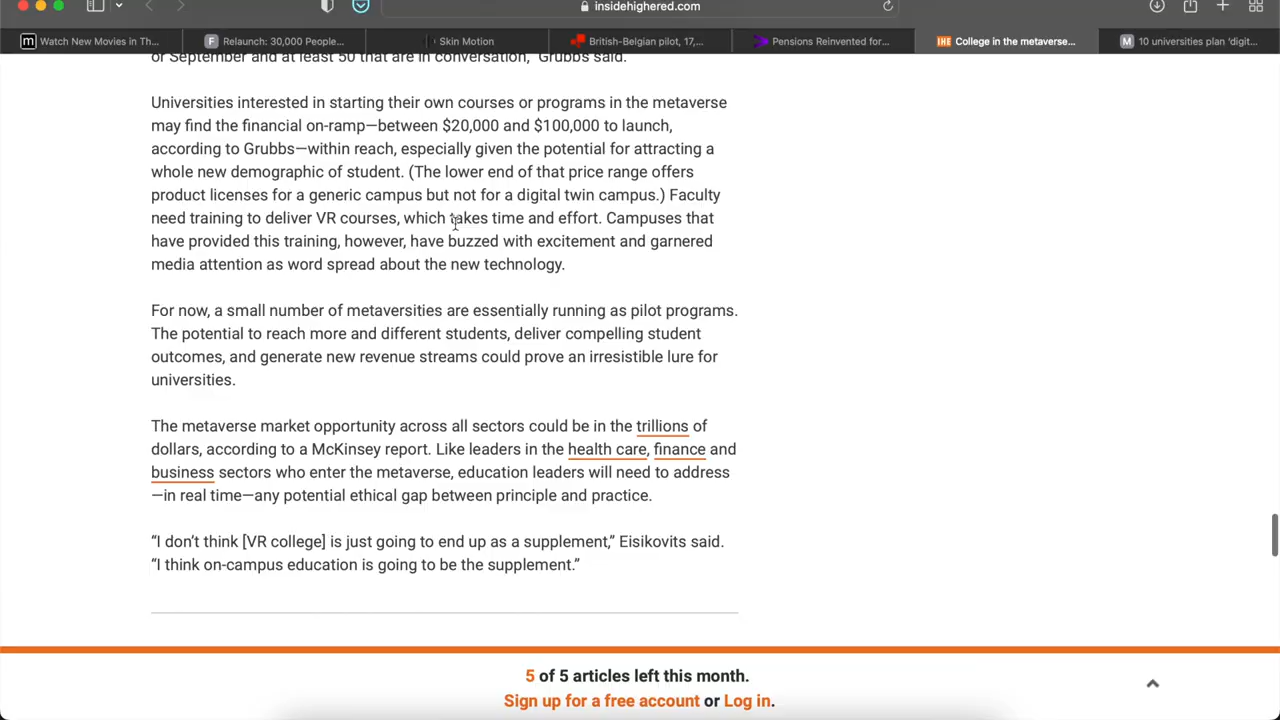 insidehighered.com
Watch New Movies in Th...
Relaunch: 30,000 People...
Skin Motion
British-Belgian pilot, 17,...
Pensions Reinvented for...
IHE College in the metaverse...
10 universities plan ‘digit...
or September and at least 50 that are in conversation,” Grubbs said.
Universities interested in starting their own courses or programs in the metaverse
may find the financial on-ramp—between $20,000 and $100,000 to launch,
according to Grubbs—within reach, especially given the potential for attracting a
whole new demographic of student. (The lower end of that price range offers
product licenses for a generic campus but not for a digital twin campus.) Faculty
need training to deliver VR courses, which takes time and effort. Campuses that
have provided this training, however, have buzzed with excitement and garnered
media attention as word spread about the new technology.
For now, a small number of metaversities are essentially running as pilot programs.
The potential to reach more and different students, deliver compelling student
outcomes, and generate new revenue streams could prove an irresistible lure for
universities.
The metaverse market opportunity across all sectors could be in the trillions of
dollars, according to a McKinsey report. Like leaders in the health care, finance and
business sectors who enter the metaverse, education leaders will need to address
—in real time—any potential ethical gap between principle and practice.
“I don’t think [VR college] is just going to end up as a supplement,” Eisikovits said.
“I think on-campus education is going to be the supplement.”
5 of 5 articles left this month.
Sign up for a free account or Log in.